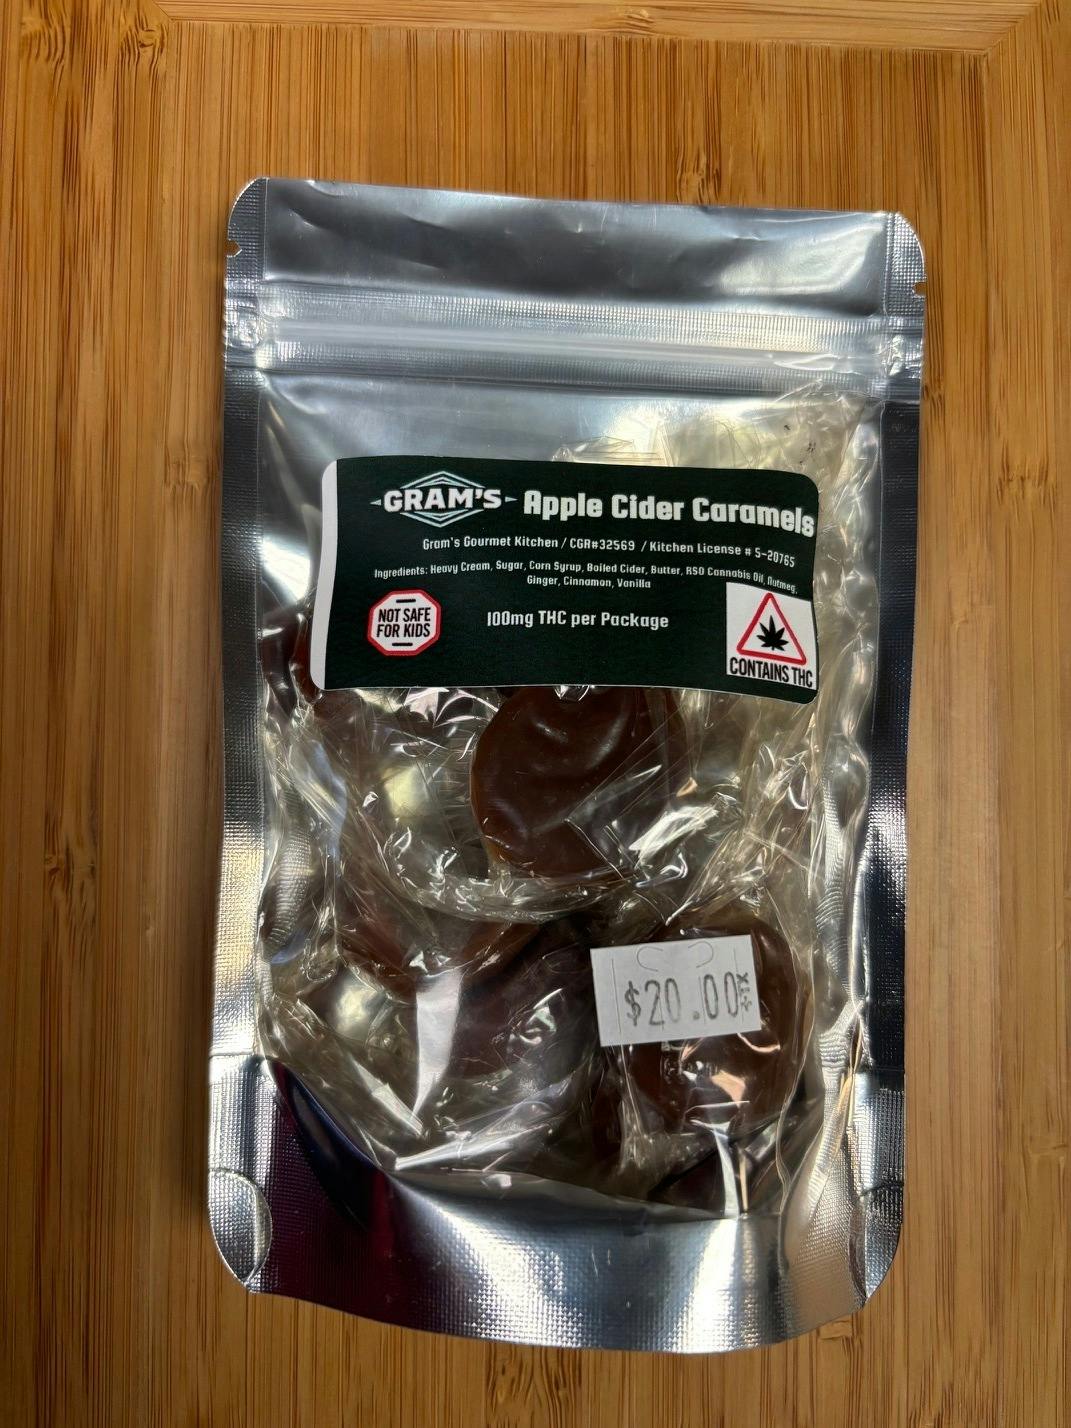 GRAM'S Apple Cider Caramels
Gram's Gourmet Kitchen / CGR#32569 / Kitchen License # 5-20765
Ingredients: Heavy Cream, Sugar, Corn Syrup, Boiled Cider, Butter, RSO Cannabis Oil, Nutmeg,
Ginger, Cinnamon, Vanilla
NOT SAFE
FOR KIDS
100mg THC per Package
CONTAINS THC
$20.00